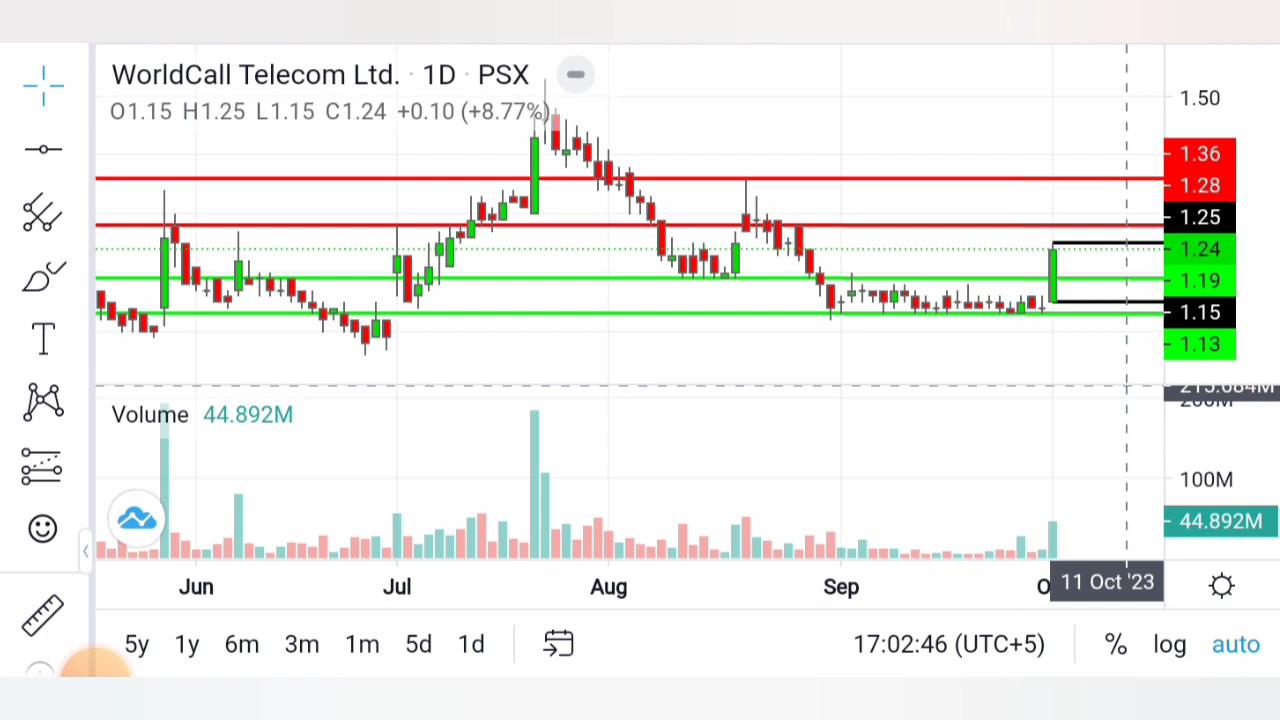 WorldCall Telecom Ltd. · 1D · PSX
O1.15 H1.25 L1.15 C1.24 +0.10 (+8.77%)
1.50
1.36
1.28
1.25
1.24
1.19
1.15
1.13
215.684M
200M
Volume 44.892M
100M
44.892M
T
Jun Jul Aug Sep O 11 Oct '23
5y 1y 6m 3m 1m 5d 1d 17:02:46 (UTC+5) % log auto